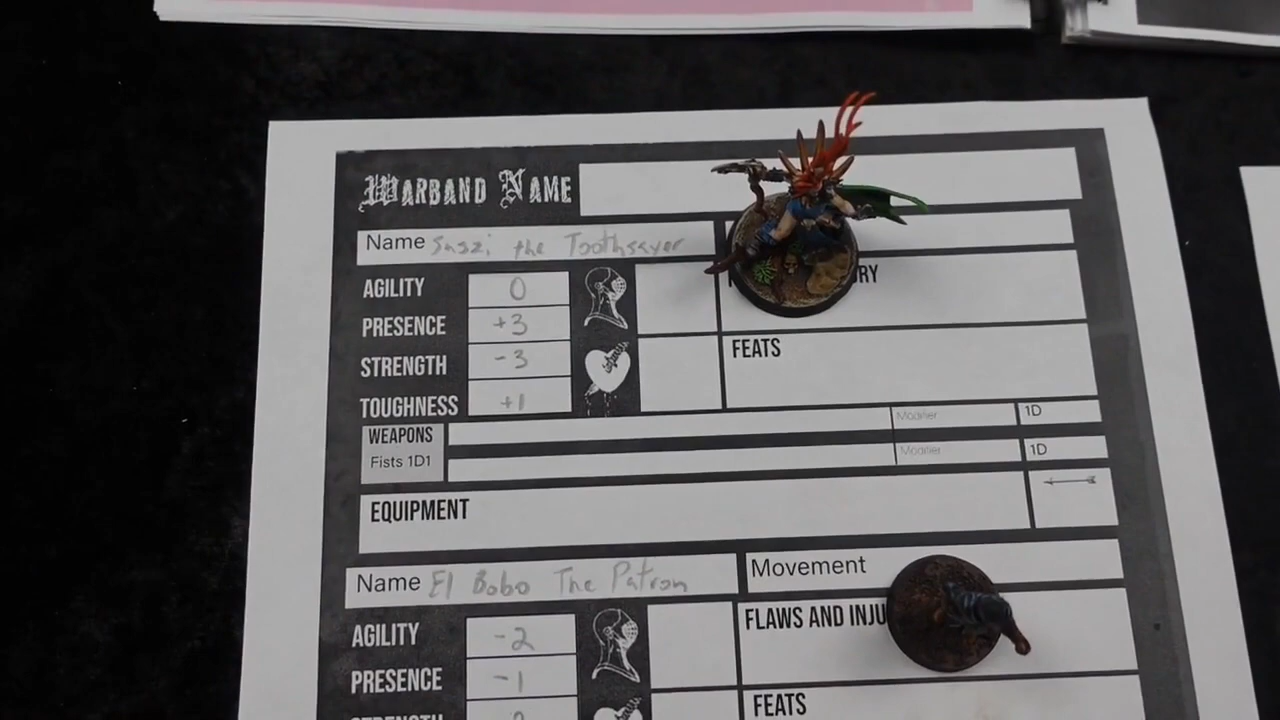 WARBAND NAME
Name Saszi the Toothsayer
AGILITY 0
RY
PRESENCE +3
STRENGTH -3
FEATS
TOUGHNESS +1
WEAPONS
Modifier 1D
Fists 1D1
Modifier 1D
EQUIPMENT
Name El Bobo The Patron
Movement
AGILITY -2
FLAWS AND INJU
PRESENCE -1
FEATS